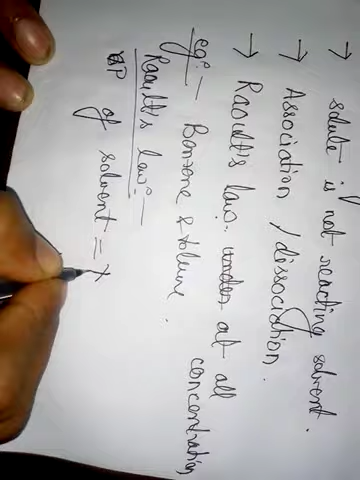 → solute is not reacting solvent.
→ Association / dissociation.
→ Raoult's law. under at all concentration
eg:- Benzene & tolune.
Raoult's law:-
VP of solvent = x